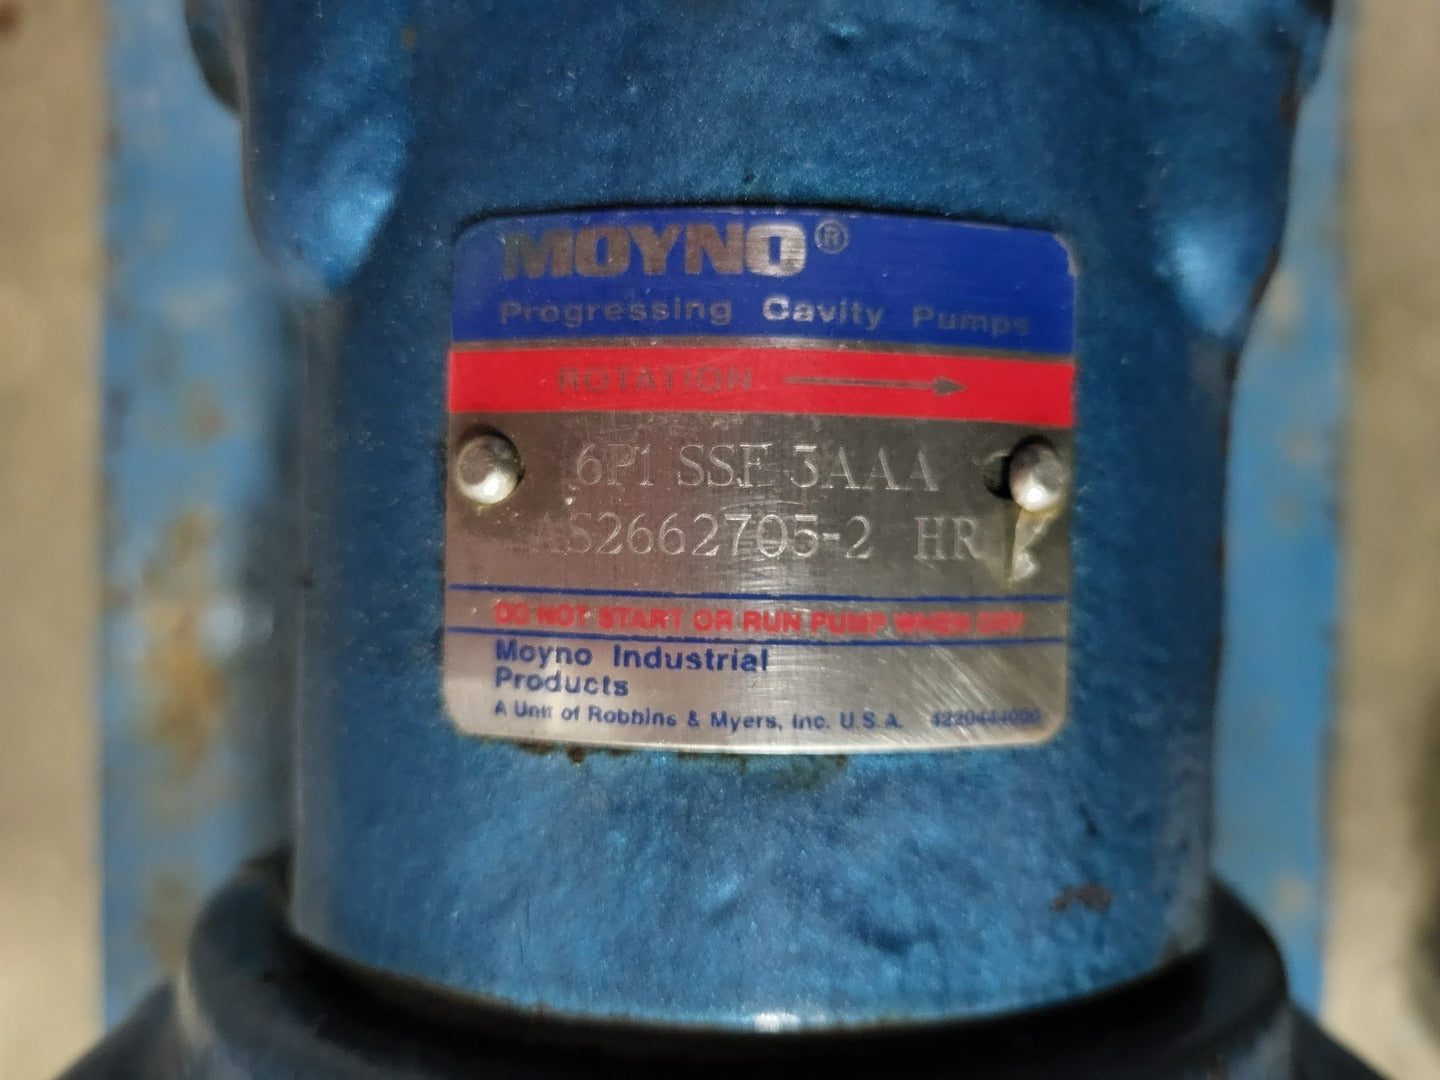 MOYNO®
Progressing Cavity Pumps
ROTATION
6P1 SSF 3AAA
AS2662705-2 HR
DO NOT START OR RUN PUMP WHEN DRY
Moyno Industrial
Products
A Unit of Robbins & Myers, Inc. U.S.A. 4220444000